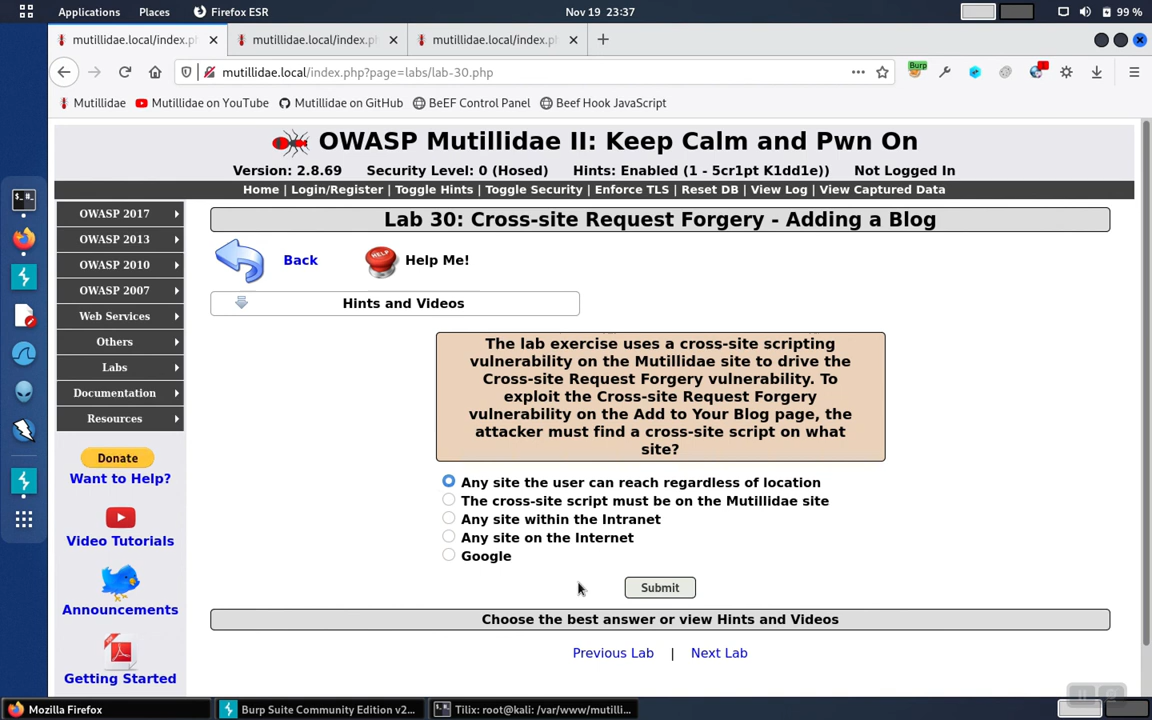 Applications Places Firefox ESR Nov 19 23:37 99 %
mutillidae.local/index.ph mutillidae.local/index.ph mutillidae.local/index.ph
mutillidae.local/index.php?page=labs/lab-30.php Burp
Mutillidae Mutillidae on YouTube Mutillidae on GitHub BeEF Control Panel Beef Hook JavaScript
OWASP Mutillidae II: Keep Calm and Pwn On
Version: 2.8.69 Security Level: 0 (Hosed) Hints: Enabled (1 - 5cr1pt K1dd1e)) Not Logged In
Home | Login/Register | Toggle Hints | Toggle Security | Enforce TLS | Reset DB | View Log | View Captured Data
OWASP 2017
OWASP 2013
OWASP 2010
OWASP 2007
Web Services
Others
Labs
Documentation
Resources
Donate
Want to Help?
Video Tutorials
Announcements
Getting Started
Lab 30: Cross-site Request Forgery - Adding a Blog
Back HELP Help Me!
Hints and Videos
The lab exercise uses a cross-site scripting
vulnerability on the Mutillidae site to drive the
Cross-site Request Forgery vulnerability. To
exploit the Cross-site Request Forgery
vulnerability on the Add to Your Blog page, the
attacker must find a cross-site script on what
site?
Any site the user can reach regardless of location
The cross-site script must be on the Mutillidae site
Any site within the Intranet
Any site on the Internet
Google
Submit
Choose the best answer or view Hints and Videos
Previous Lab | Next Lab
Mozilla Firefox Burp Suite Community Edition v2... Tilix: root@kali: /var/www/mutilli...